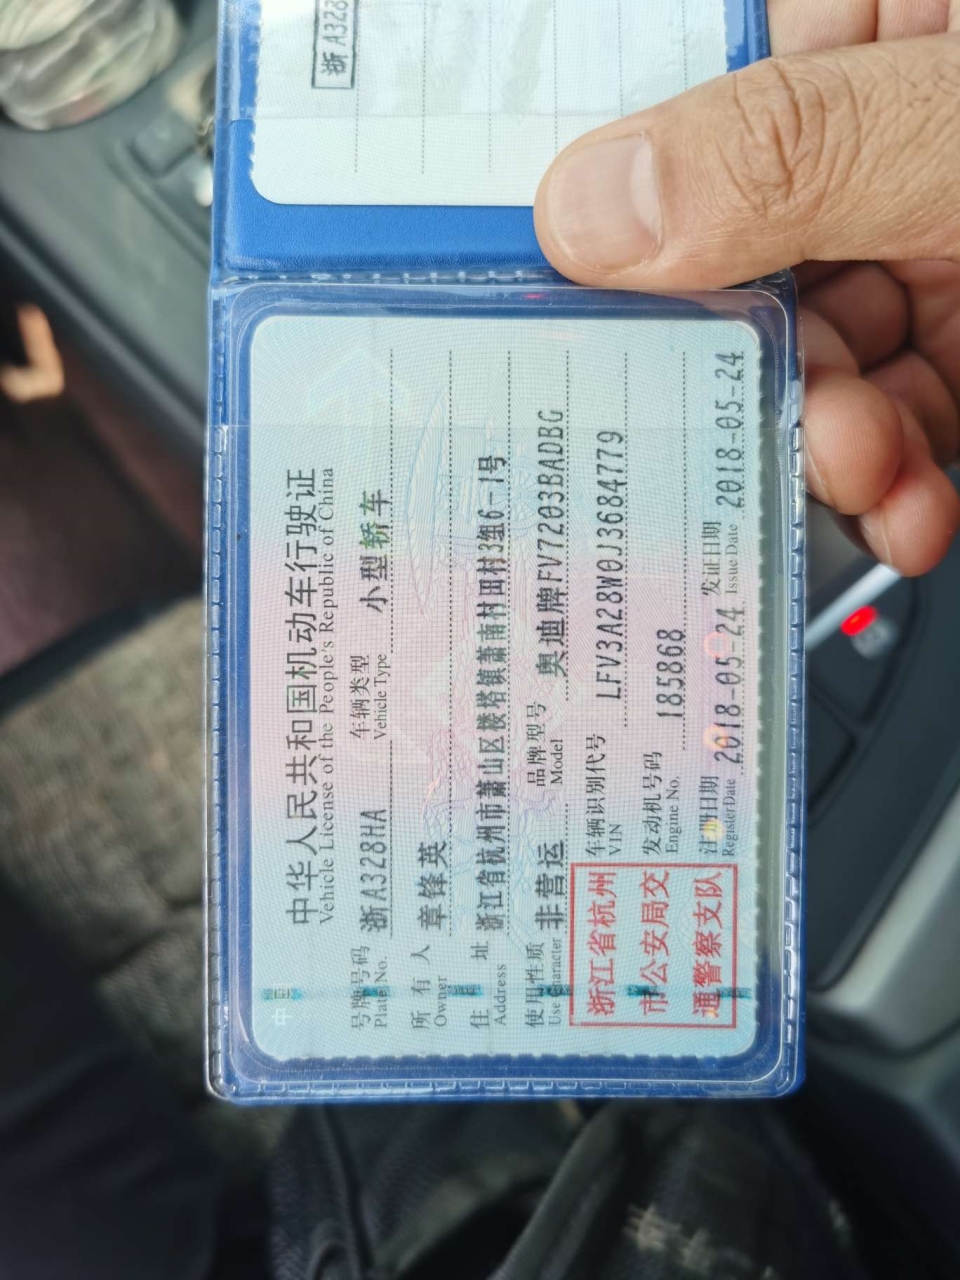 浙A328
中华人民共和国机动车行驶证
Vehicle License of the People's Republic of China
号牌号码 浙A328HA 车辆类型 小型轿车
Plate No. Vehicle Type
所有人 章锋英
Owner
住址 浙江省杭州市萧山区楼塔镇萧南村田村3组6-1号
Address
使用性质 非营运 品牌型号 奥迪牌FV7203BADBG
Use Character Model
浙江省杭州
市公安局交
通警察支队
车辆识别代号 LFV3A28W0J3684779
VIN
发动机号码 185868
Engine No.
注册日期 2018-05-24 发证日期 2018-05-24
Register Date Issue Date